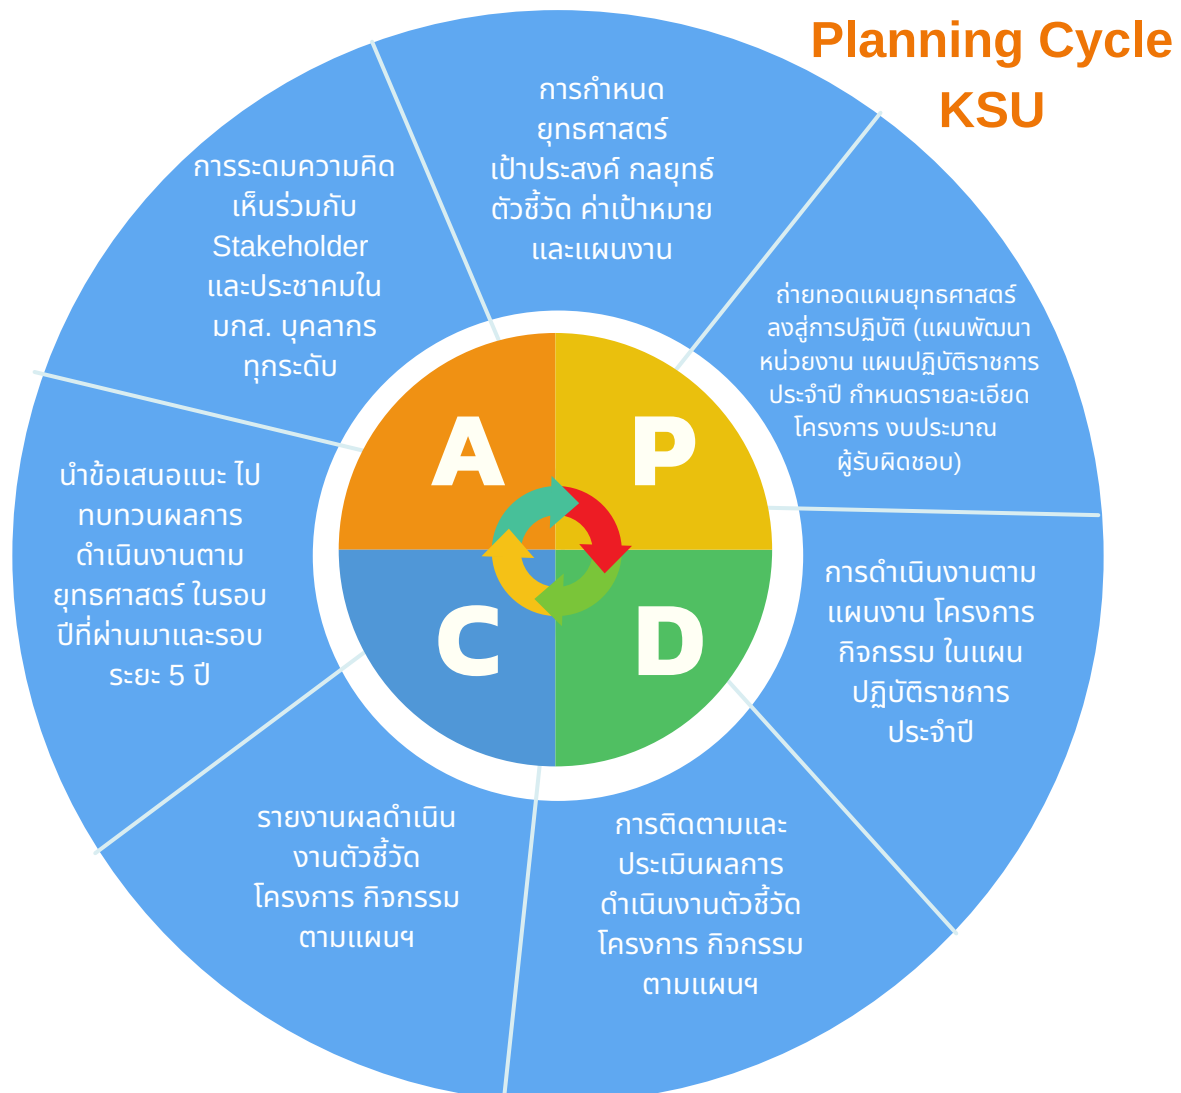 Planning Cycle
KSU
การกำหนด
ยุทธศาสตร์
เป้าประสงค์ กลยุทธ์
ตัวชี้วัด ค่าเป้าหมาย
และแผนงาน
ถ่ายทอดแผนยุทธศาสตร์
ลงสู่การปฏิบัติ (แผนพัฒนา
หน่วยงาน แผนปฏิบัติราชการ
ประจำปี กำหนดรายละเอียด
โครงการ งบประมาณ
ผู้รับผิดชอบ)
การดำเนินงานตาม
แผนงาน โครงการ
กิจกรรม ในแผน
ปฏิบัติราชการ
ประจำปี
การติดตามและ
ประเมินผลการ
ดำเนินงานตัวชี้วัด
โครงการ กิจกรรม
ตามแผนฯ
รายงานผลดำเนิน
งานตัวชี้วัด
โครงการ กิจกรรม
ตามแผนฯ
นำข้อเสนอแนะ ไป
ทบทวนผลการ
ดำเนินงานตาม
ยุทธศาสตร์ ในรอบ
ปีที่ผ่านมาและรอบ
ระยะ 5 ปี
การระดมความคิด
เห็นร่วมกับ
Stakeholder
และประชาคมใน
มกส. บุคลากร
ทุกระดับ
A
P
C
D